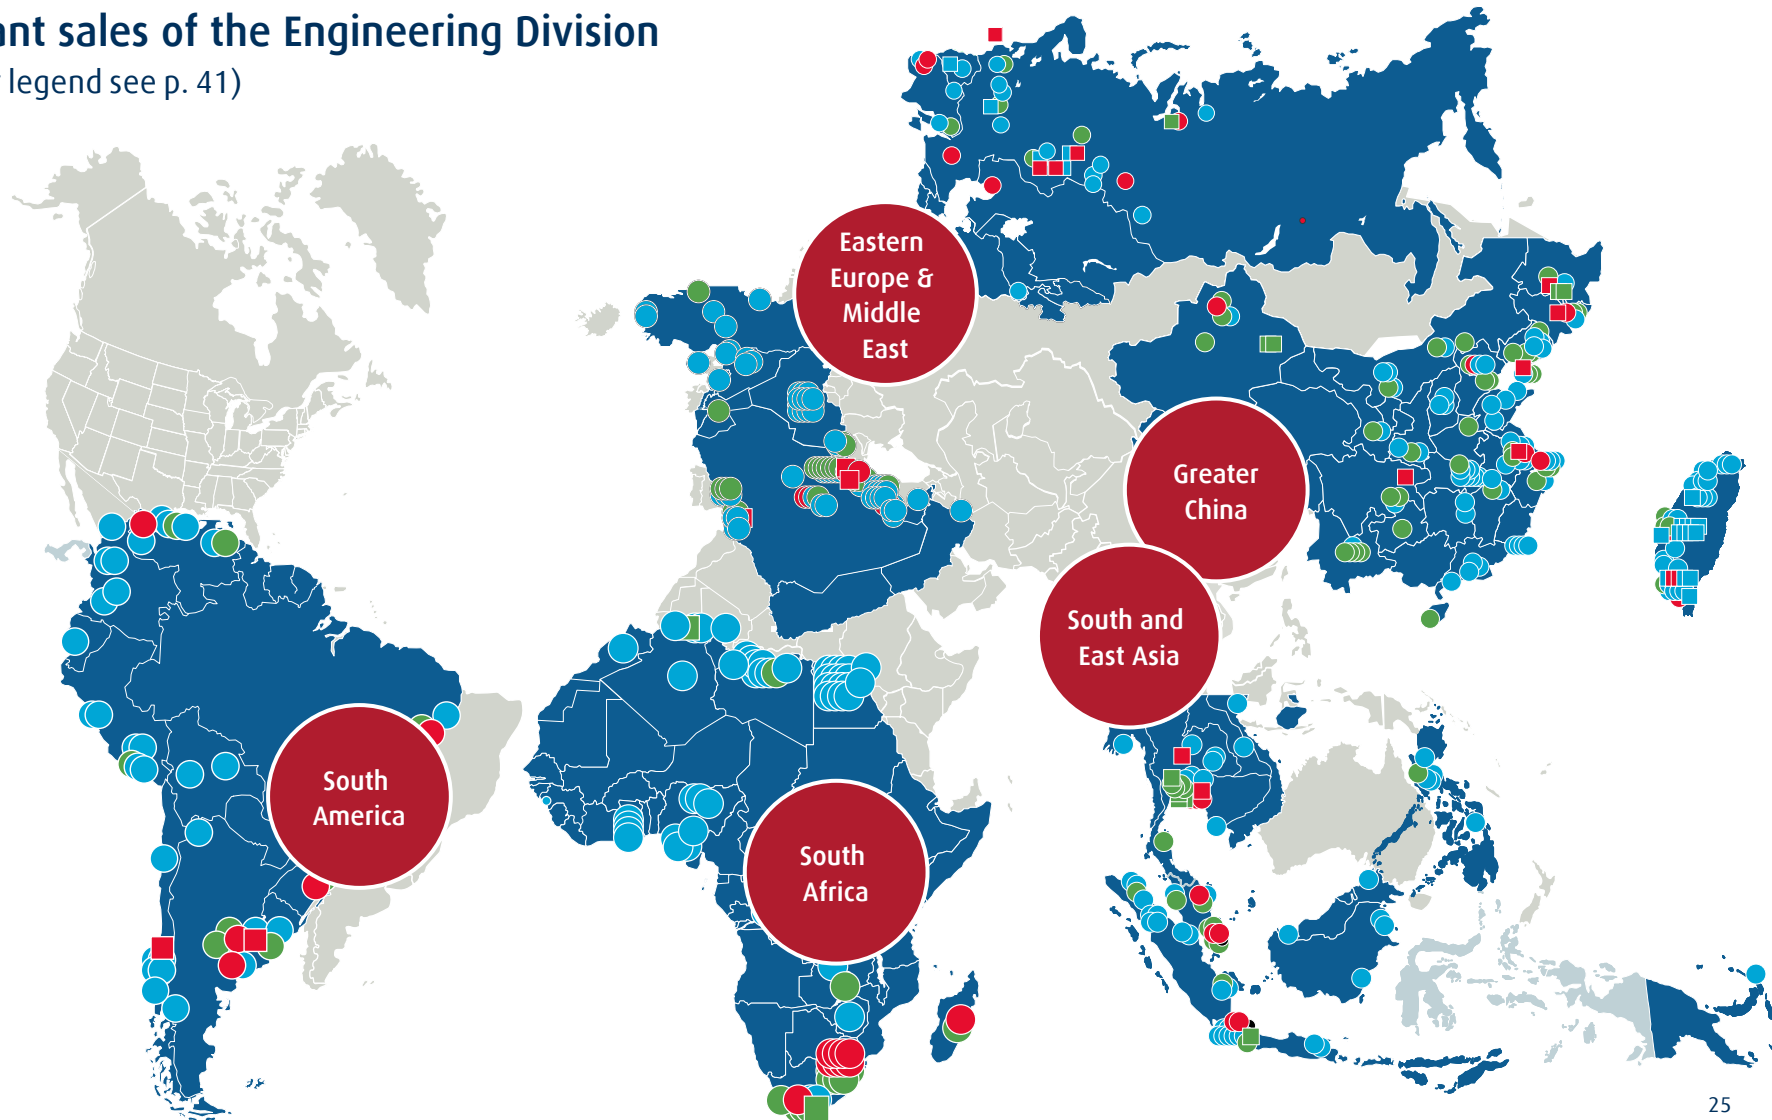 ant sales of the Engineering Division
legend see p. 41)
Eastern
Europe &
Middle
East
Greater
China
South and
East Asia
South
America
South
Africa
25